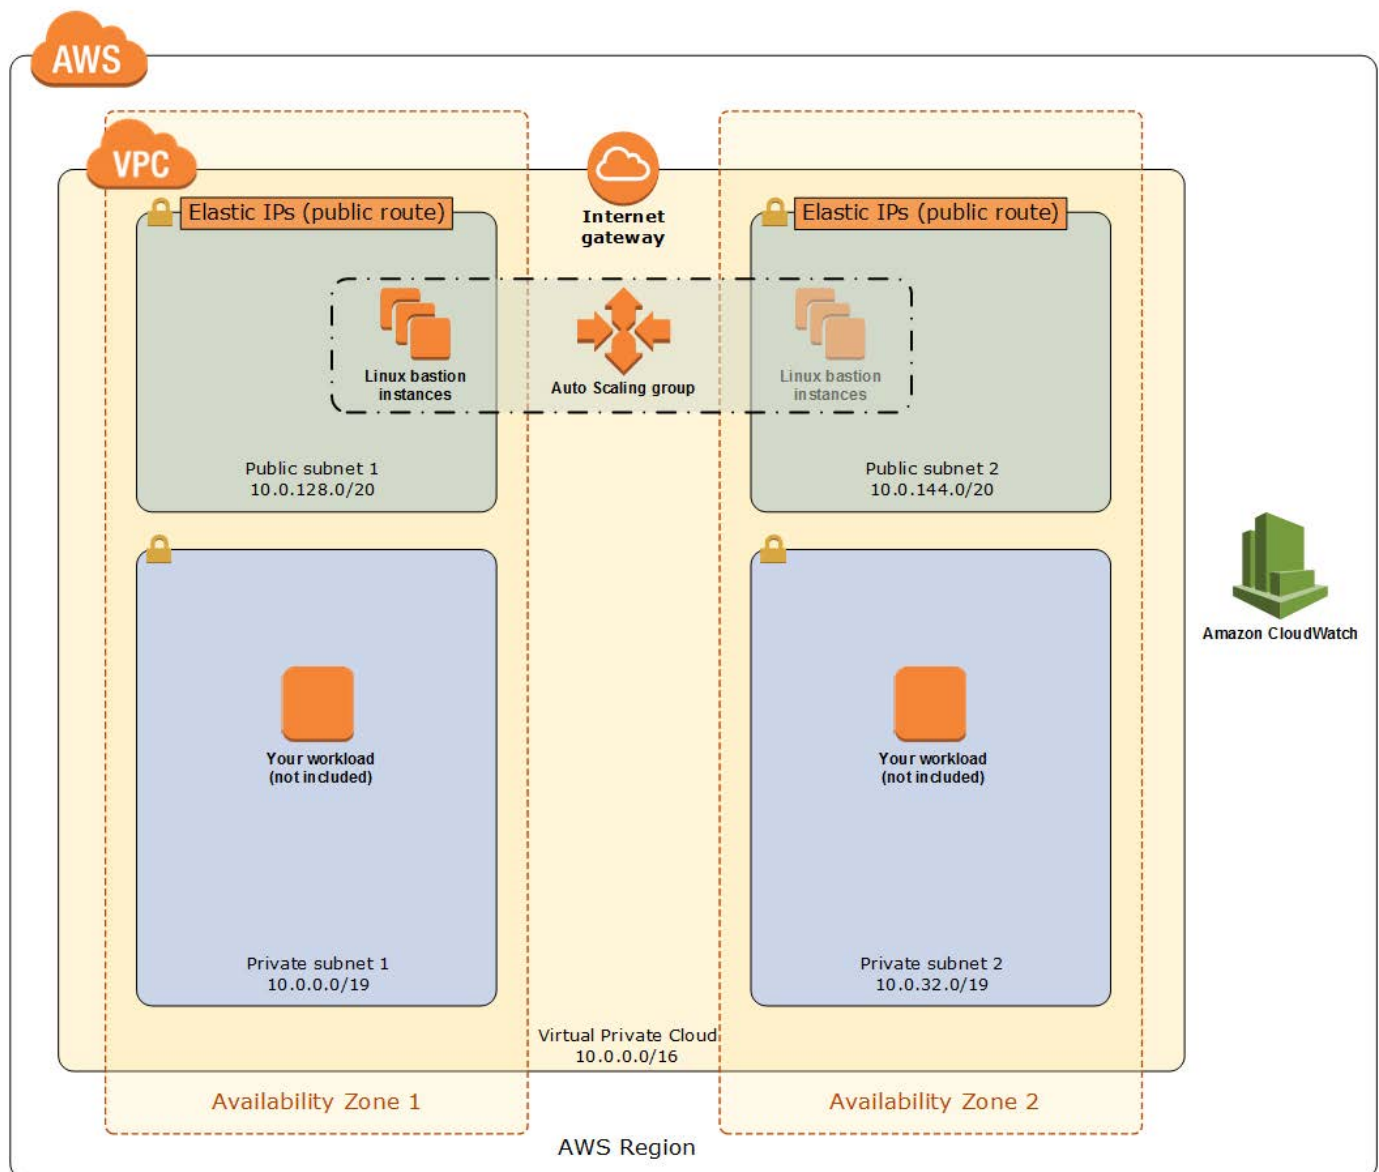 AWS
VPC
Elastic IPs (public route)
Internet
gateway
Elastic IPs (public route)
Linux bastion
instances
Auto Scaling group
Linux bastion
instances
Public subnet 1
10.0.128.0/20
Public subnet 2
10.0.144.0/20
Amazon CloudWatch
Your workload
(not included)
Your workload
(not included)
Private subnet 1
10.0.0.0/19
Private subnet 2
10.0.32.0/19
Virtual Private Cloud
10.0.0.0/16
Availability Zone 1
Availability Zone 2
AWS Region